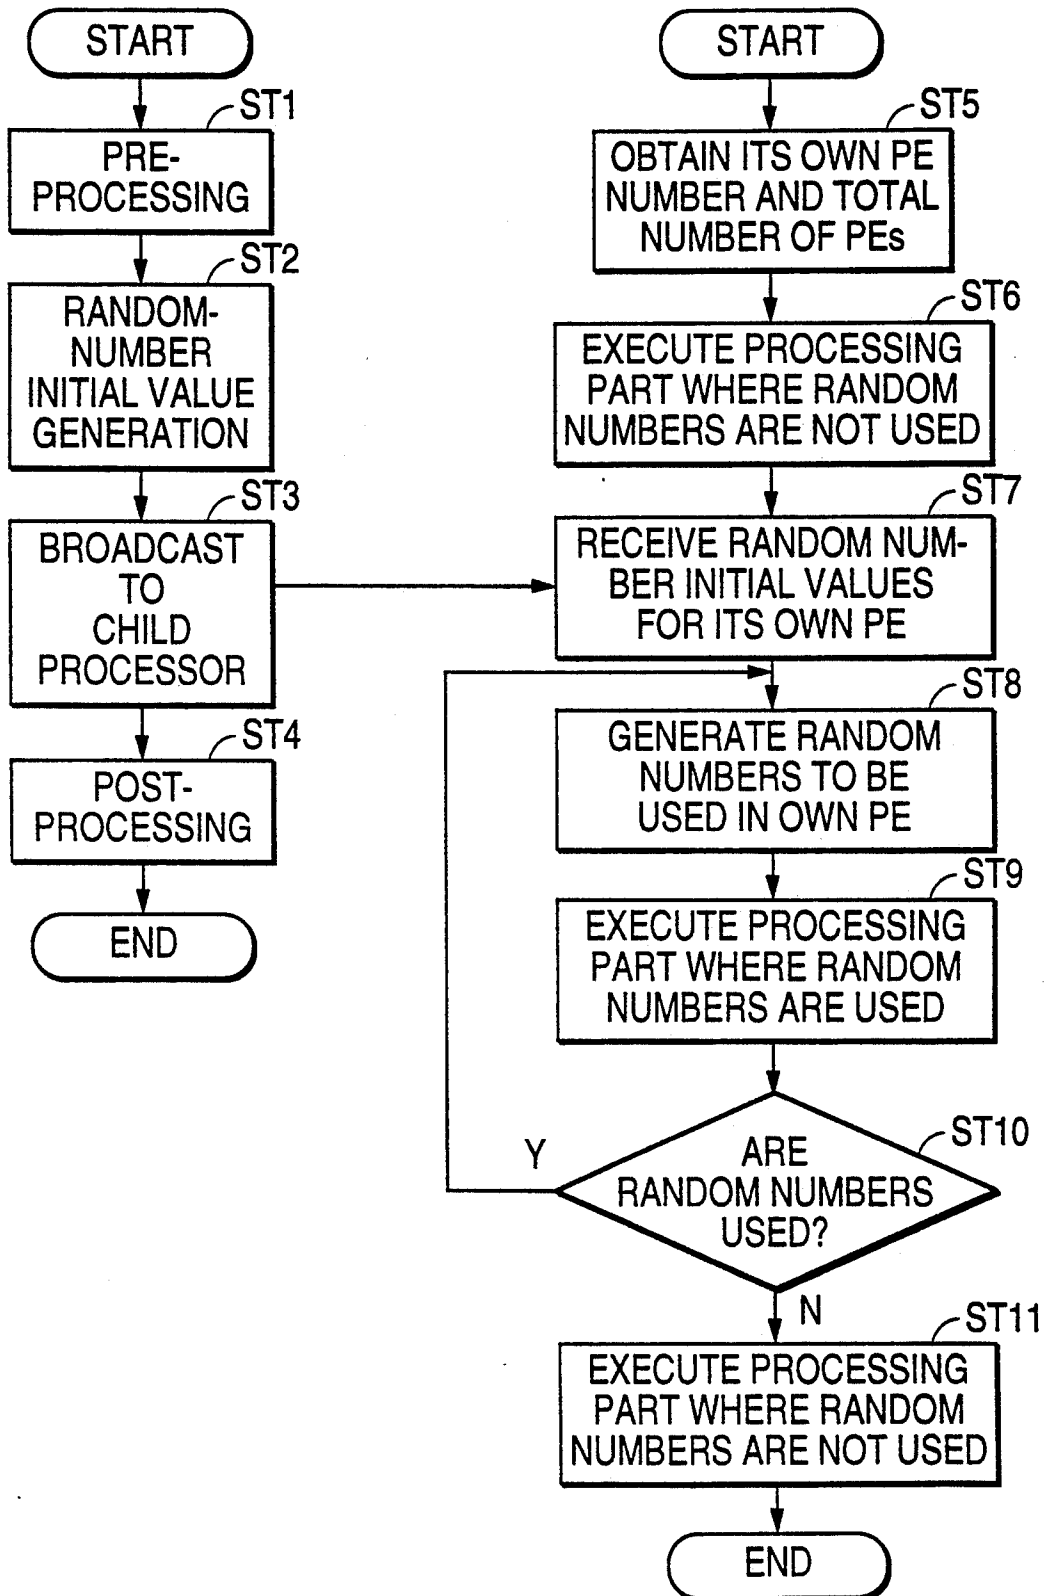 START
ST1
PRE-
PROCESSING
ST2
RANDOM-
NUMBER
INITIAL VALUE
GENERATION
ST3
BROADCAST
TO
CHILD
PROCESSOR
ST4
POST-
PROCESSING
END
START
ST5
OBTAIN ITS OWN PE
NUMBER AND TOTAL
NUMBER OF PEs
ST6
EXECUTE PROCESSING
PART WHERE RANDOM
NUMBERS ARE NOT USED
ST7
RECEIVE RANDOM NUM-
BER INITIAL VALUES
FOR ITS OWN PE
ST8
GENERATE RANDOM
NUMBERS TO BE
USED IN OWN PE
ST9
EXECUTE PROCESSING
PART WHERE RANDOM
NUMBERS ARE USED
ST10
Y
ARE
RANDOM NUMBERS
USED?
N
ST11
EXECUTE PROCESSING
PART WHERE RANDOM
NUMBERS ARE NOT USED
END